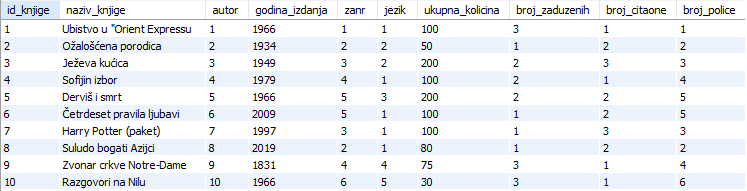 id_knjige naziv_knjige autor godina_izdanja zanr jezik ukupna_kolicina broj_zaduzenih broj_citaone broj_police
1 Ubistvo u "Orient Expressu 1 1966 1 1 100 3 1 1
2 Ožalošćena porodica 2 1934 2 2 50 1 2 2
3 Ježeva kućica 3 1949 3 2 200 2 3 3
4 Sofijin izbor 4 1979 4 1 100 2 1 4
5 Derviš i smrt 5 1966 5 3 200 2 2 5
6 Četrdeset pravila ljubavi 6 2009 5 1 100 1 2 5
7 Harry Potter (paket) 7 1997 3 1 100 1 3 3
8 Suludo bogati Azijci 8 2019 2 1 80 1 2 2
9 Zvonar crkve Notre-Dame 9 1831 4 4 75 3 1 4
10 Razgovori na Nilu 10 1966 6 5 30 3 2 6